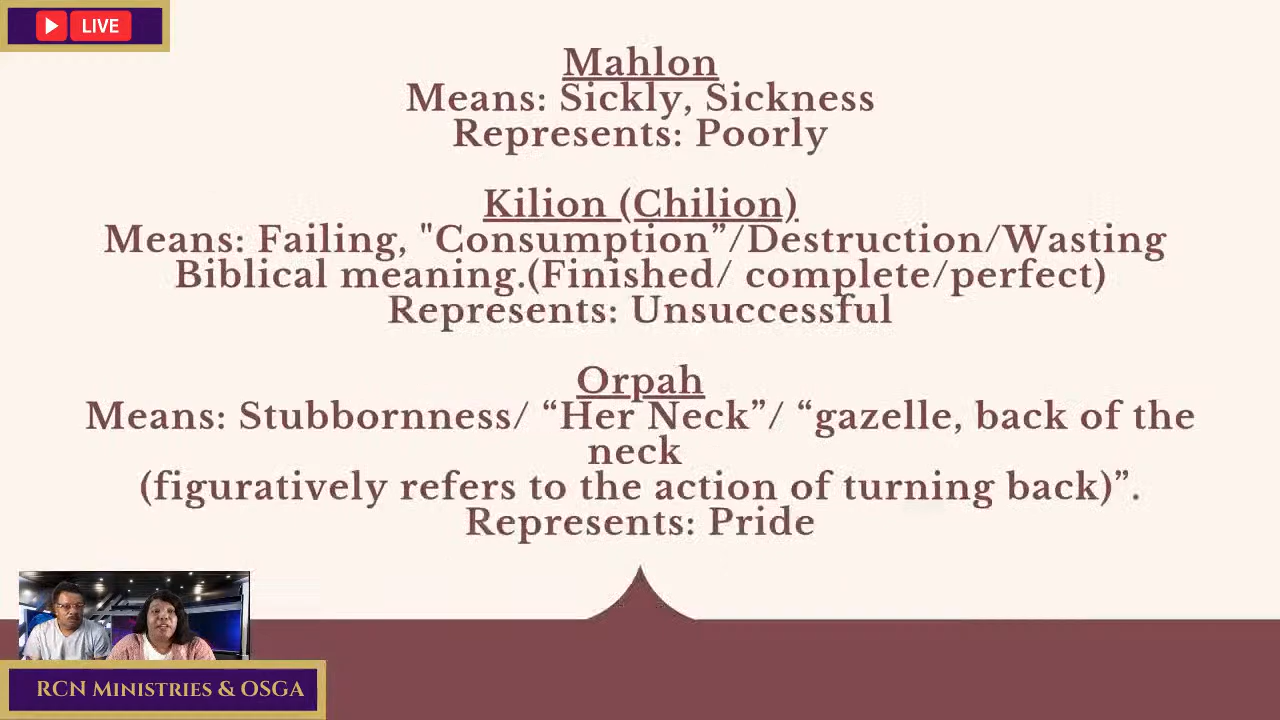 LIVE
Mahlon
Means: Sickly, Sickness
Represents: Poorly
Kilion (Chilion)
Means: Failing, "Consumption”/Destruction/Wasting
Biblical meaning.(Finished/ complete/perfect)
Represents: Unsuccessful
Orpah
Means: Stubbornness/ “Her Neck”/ “gazelle, back of the
neck
(figuratively refers to the action of turning back)”.
Represents: Pride
RCN Ministries & OSGA